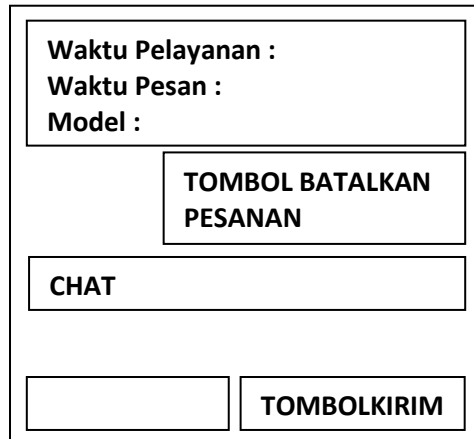 Waktu Pelayanan :
Waktu Pesan :
Model :
TOMBOL BATALKAN
PESANAN
CHAT
TOMBOLKIRIM